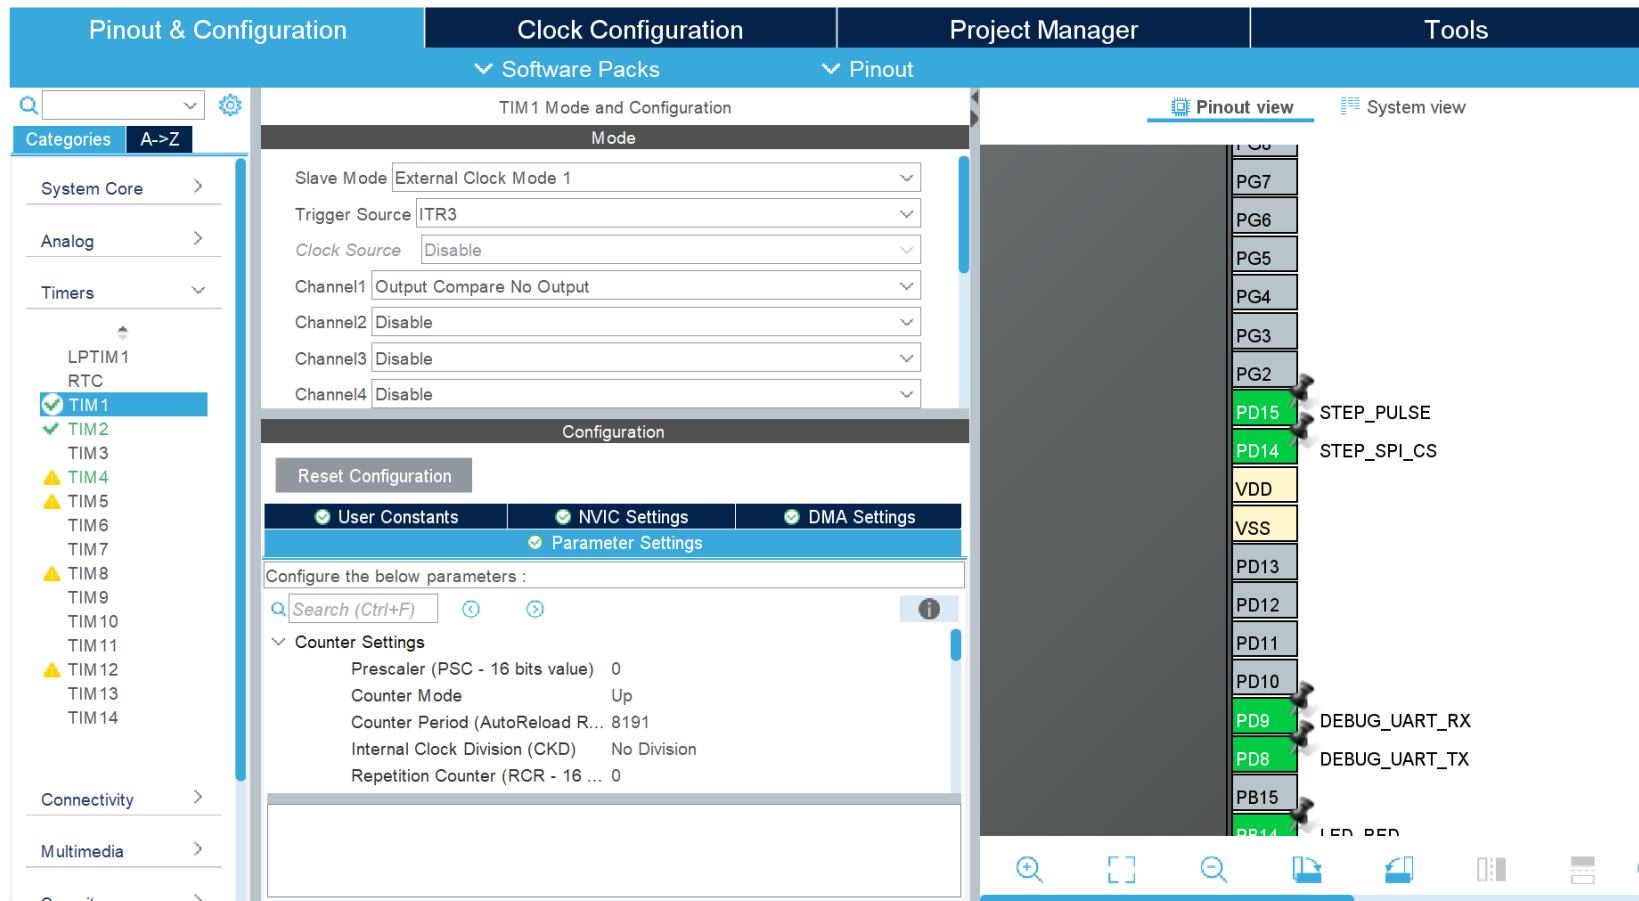 Pinout & Configuration
Clock Configuration
Project Manager
Tools
Software Packs
Pinout
Categories
A->Z
System Core
Analog
Timers
LPTIM1
RTC
TIM1
TIM2
TIM3
TIM4
TIM5
TIM6
TIM7
TIM8
TIM9
TIM10
TIM11
TIM12
TIM13
TIM14
Connectivity
Multimedia
TIM1 Mode and Configuration
Mode
Slave Mode External Clock Mode 1
Trigger Source ITR3
Clock Source Disable
Channel1 Output Compare No Output
Channel2 Disable
Channel3 Disable
Channel4 Disable
Configuration
Reset Configuration
User Constants
NVIC Settings
DMA Settings
Parameter Settings
Configure the below parameters :
Search (Ctrl+F)
Counter Settings
Prescaler (PSC - 16 bits value) 0
Counter Mode Up
Counter Period (AutoReload R... 8191
Internal Clock Division (CKD) No Division
Repetition Counter (RCR - 16 ... 0
Pinout view
System view
PG7
PG6
PG5
PG4
PG3
PG2
PD15 STEP_PULSE
PD14 STEP_SPI_CS
VDD
VSS
PD13
PD12
PD11
PD10
PD9 DEBUG_UART_RX
PD8 DEBUG_UART_TX
PB15
PB14 LED_RED